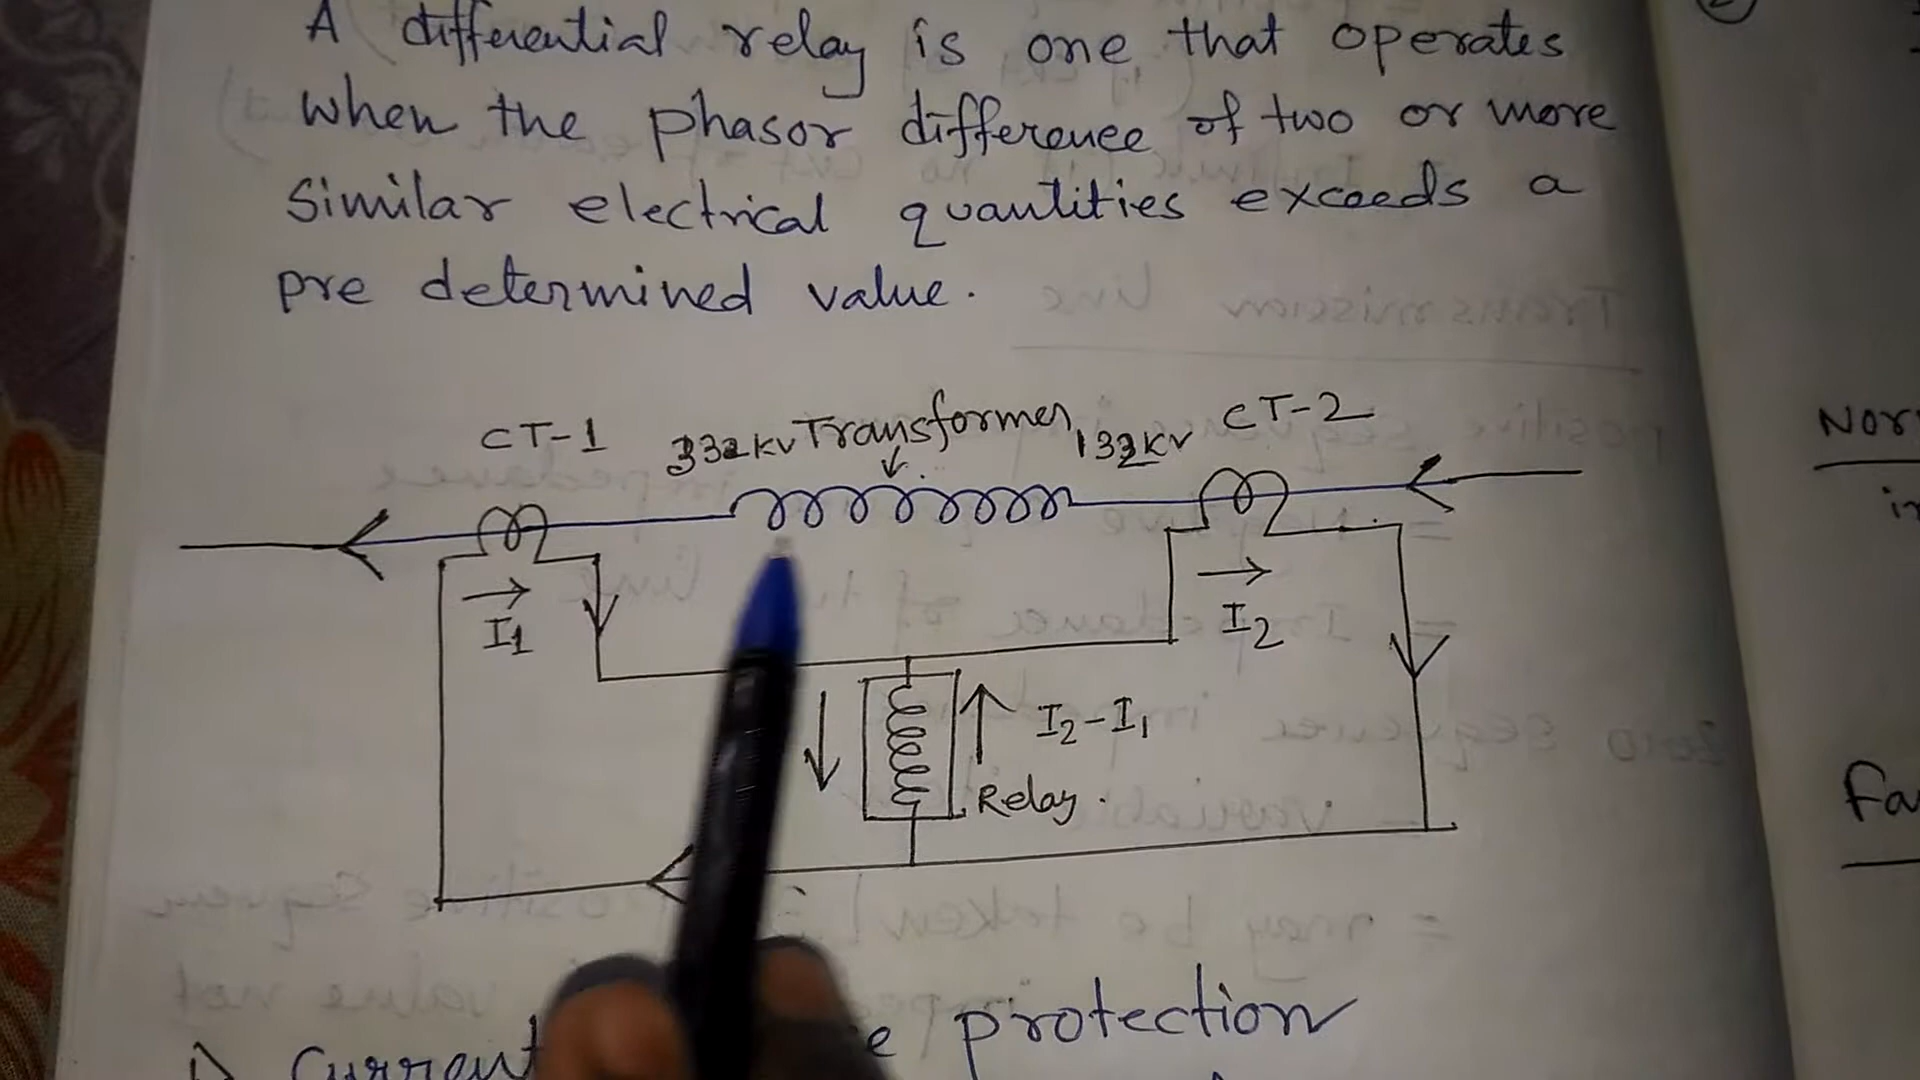 A differential relay is one that operates
when the phasor difference of two or more
similar electrical quantities exceeds a
pre determined value.
CT-1
Transformer
132KV
CT-2
I1
I2
I2-I1
Relay.
protection